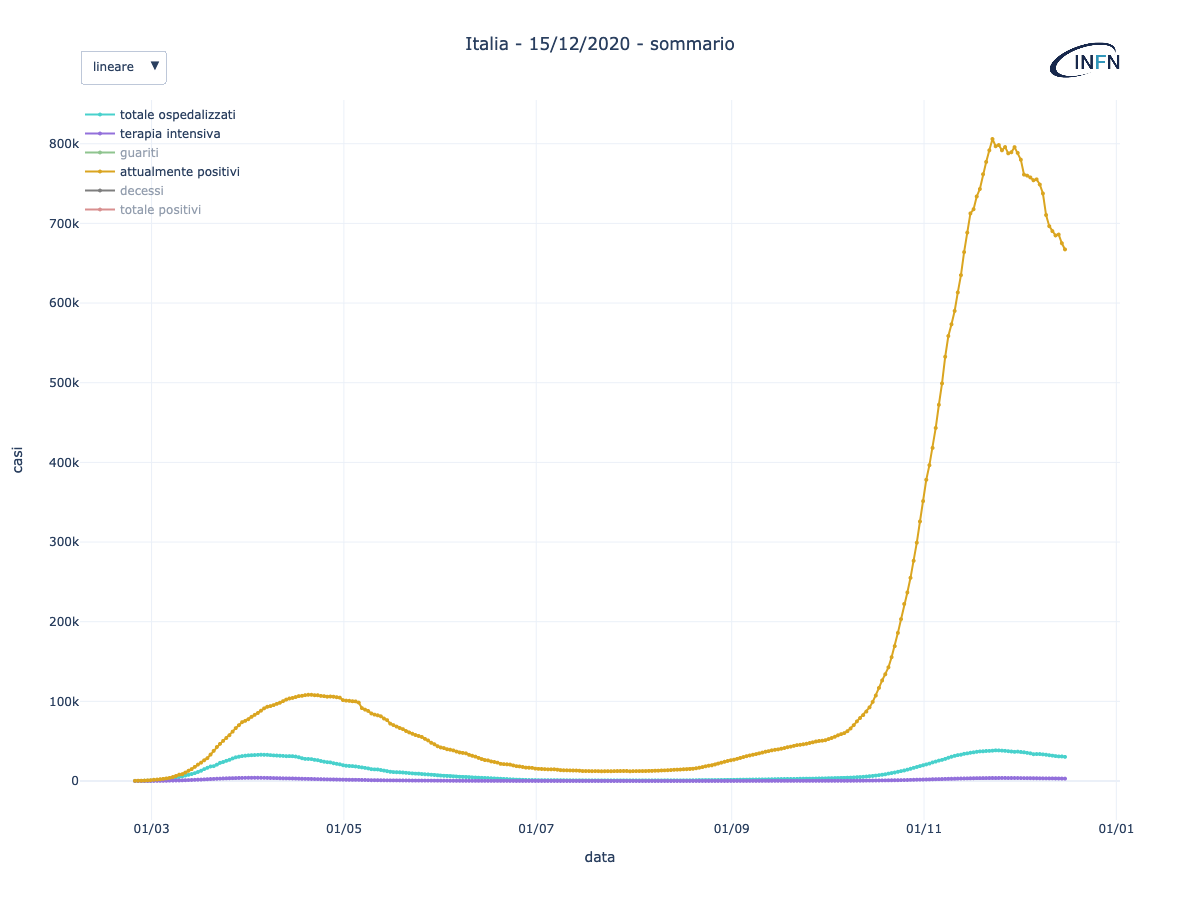 Italia - 15/12/2020 - sommario
lineare ▼
INFN
totale ospedalizzati
terapia intensiva
guariti
attualmente positivi
decessi
totale positivi
800k
700k
600k
500k
400k
300k
200k
100k
0
casi
01/03 01/05 01/07 01/09 01/11 01/01
data